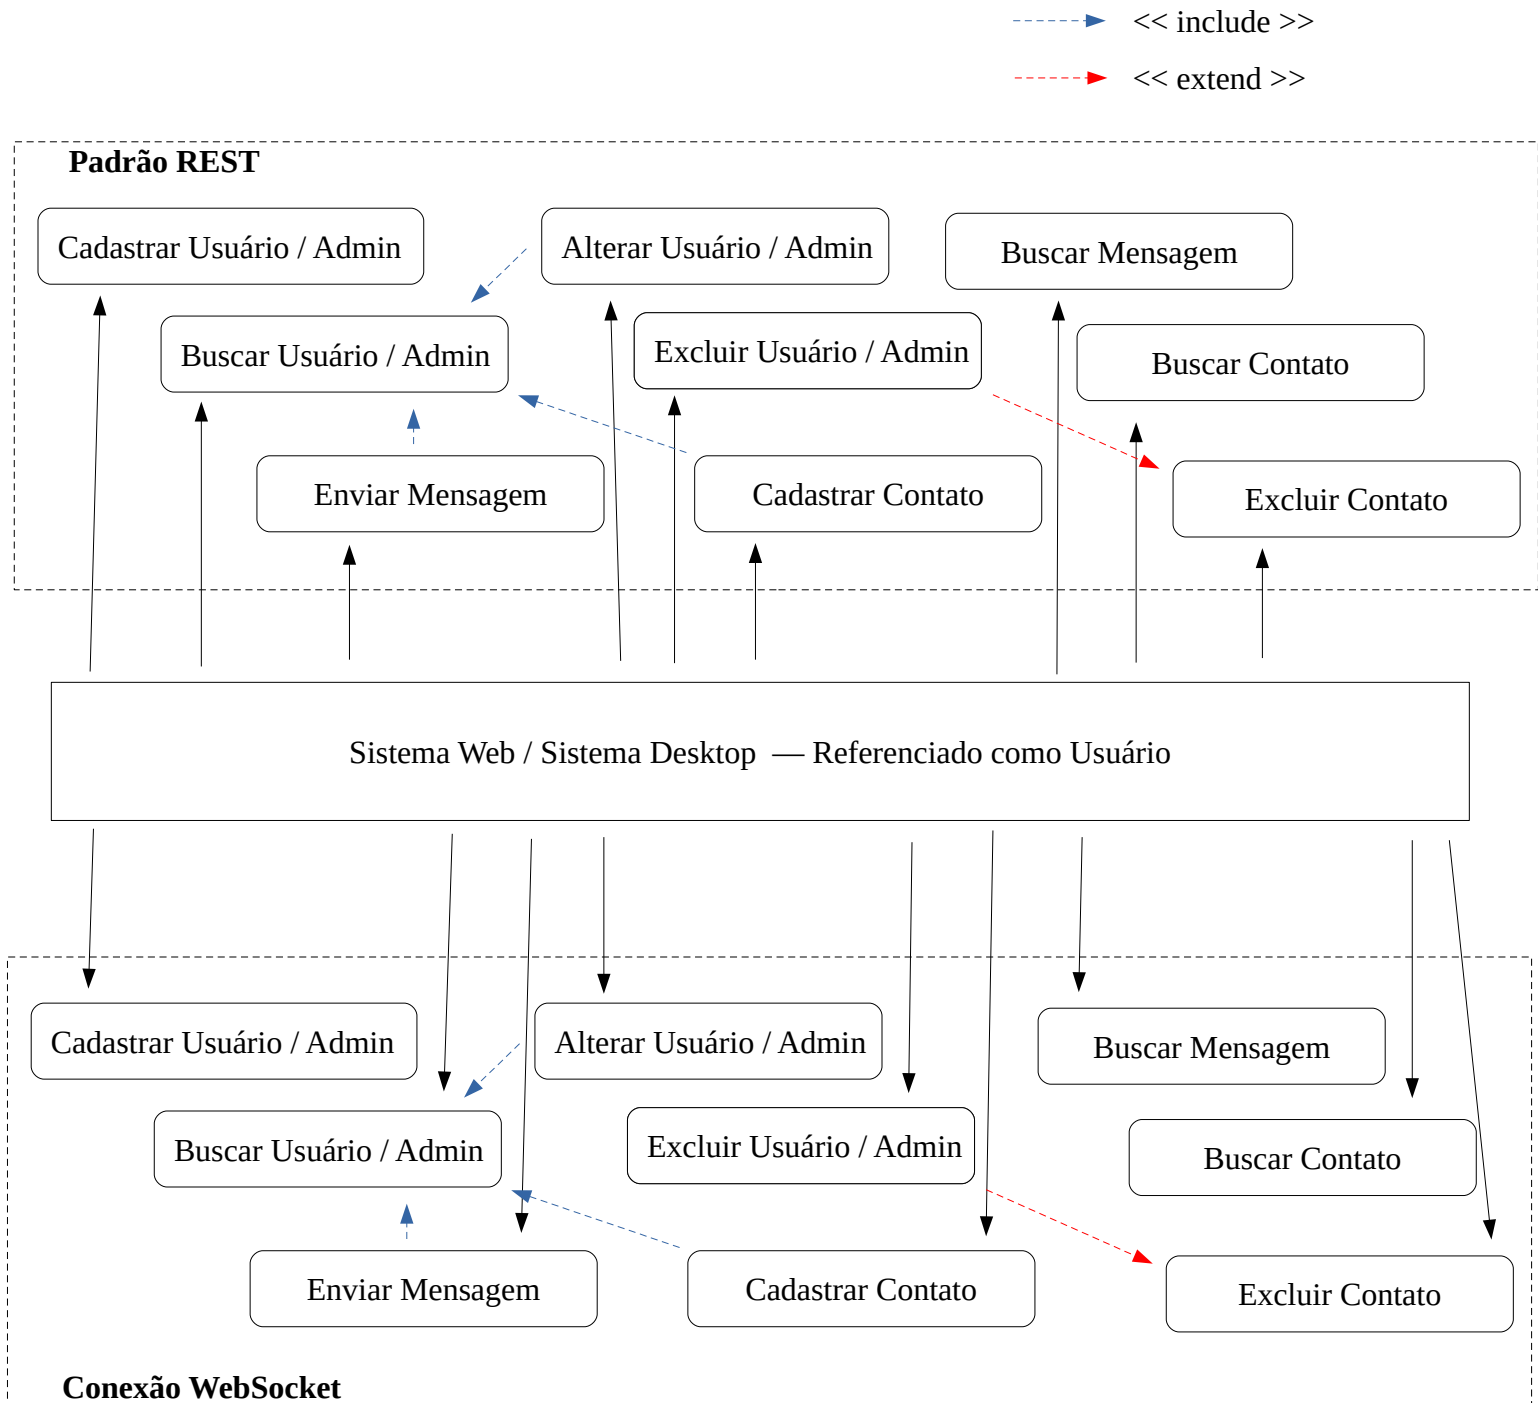 << include >>
<< extend >>
Padrão REST
Cadastrar Usuário / Admin
Alterar Usuário / Admin
Buscar Mensagem
Buscar Usuário / Admin
Excluir Usuário / Admin
Buscar Contato
Enviar Mensagem
Cadastrar Contato
Excluir Contato
Sistema Web / Sistema Desktop — Referenciado como Usuário
Cadastrar Usuário / Admin
Alterar Usuário / Admin
Buscar Mensagem
Buscar Usuário / Admin
Excluir Usuário / Admin
Buscar Contato
Enviar Mensagem
Cadastrar Contato
Excluir Contato
Conexão WebSocket